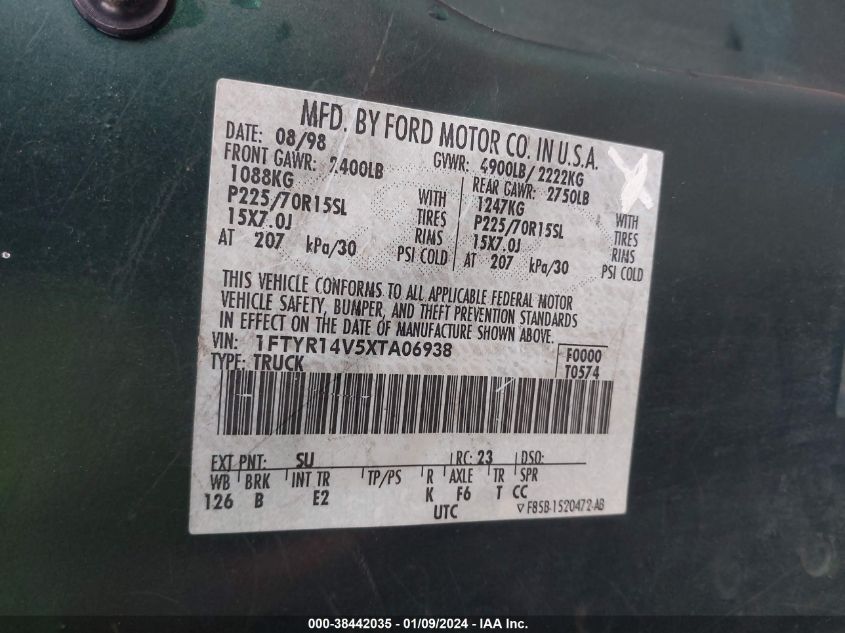 MFD. BY FORD MOTOR CO. IN U.S.A.
DATE: 08/98 GVWR: 4900LB/ 2222KG
FRONT GAWR: 2400LB REAR GAWR: 2750LB
1088KG WITH 1247KG WITH
P225/70R15SL TIRES P225/70R15SL TIRES
15X7.0J RIMS 15X7.0J RIMS
AT 207 kPa/30 PSI COLD AT 207 kPa/30 PSI COLD
THIS VEHICLE CONFORMS TO ALL APPLICABLE FEDERAL MOTOR
VEHICLE SAFETY, BUMPER, AND THEFT PREVENTION STANDARDS
IN EFFECT ON THE DATE OF MANUFACTURE SHOWN ABOVE.
VIN: 1FTYR14V5XTA06938 F0000
TYPE: TRUCK T0574
EXT PNT: SU RC: 23 DSO:
WB BRK INT TR TP/PS R AXLE TR SPR
126 B E2 K F6 T CC
UTC F85B-1520472-AB
000-38442035 - 01/09/2024 - IAA Inc.